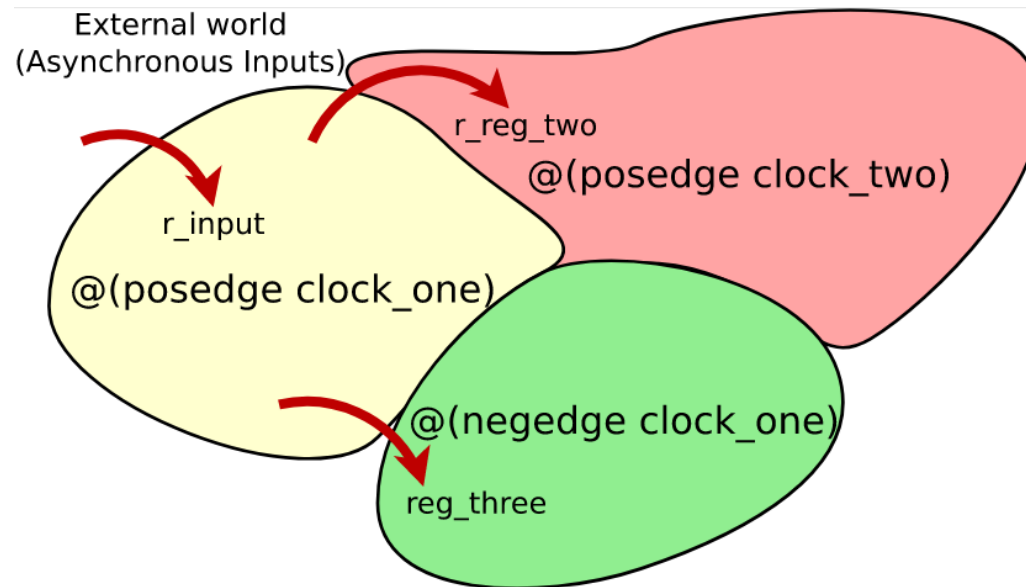 External world
(Asynchronous Inputs)
r_reg_two
@(posedge clock_two)
r_input
@(posedge clock_one)
@(negedge clock_one)
reg_three